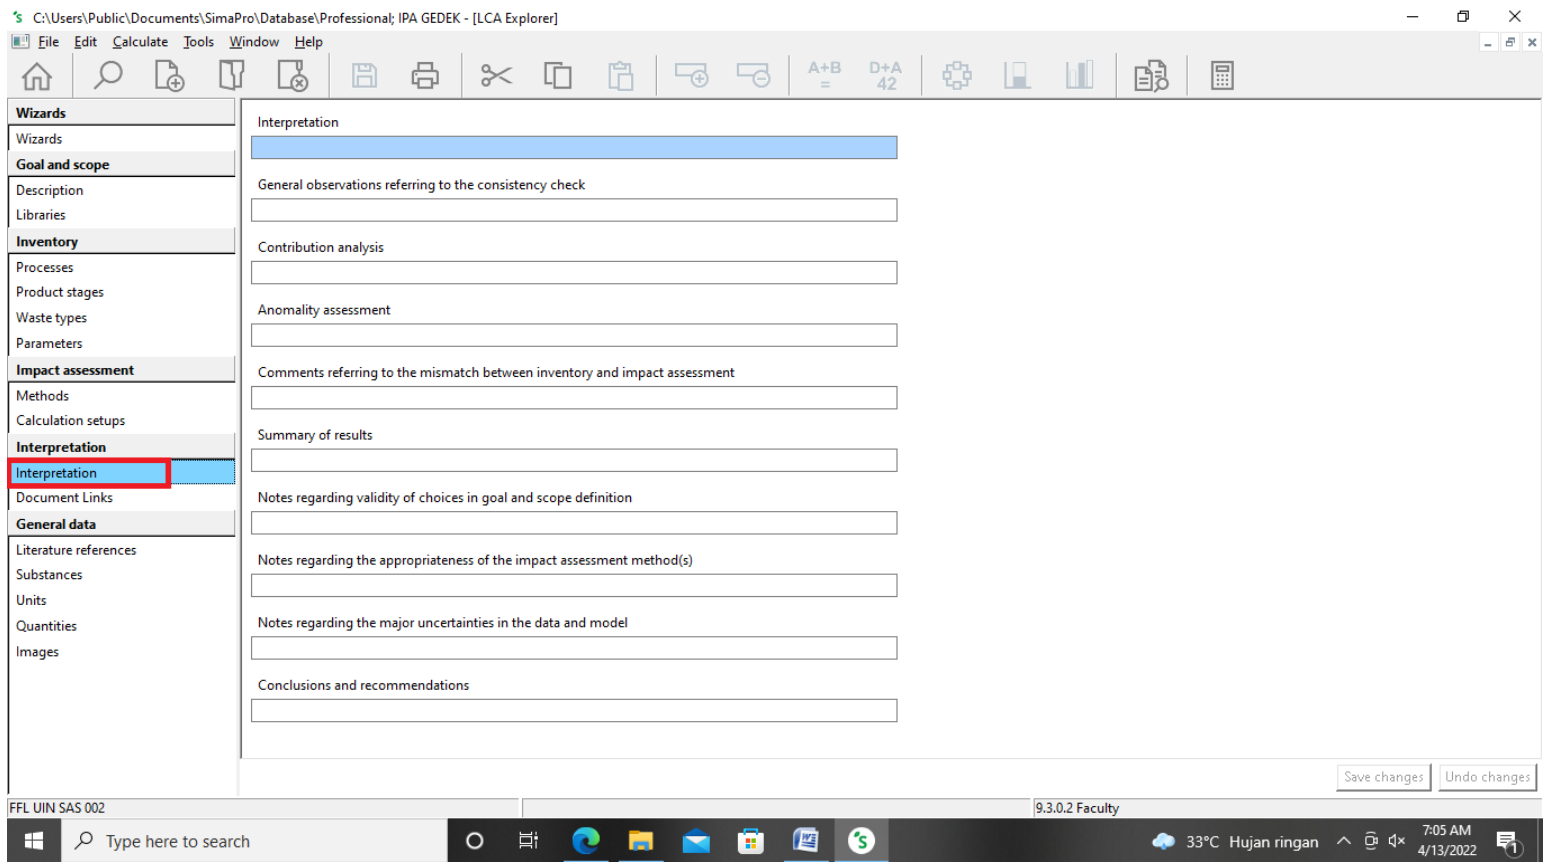 C:\Users\Public\Documents\SimaPro\Database\Professional; IPA GEDEK - [LCA Explorer]
File Edit Calculate Tools Window Help
A+B
=
D+A
42
Wizards
Wizards
Goal and scope
Description
Libraries
Inventory
Processes
Product stages
Waste types
Parameters
Impact assessment
Methods
Calculation setups
Interpretation
Interpretation
Document Links
General data
Literature references
Substances
Units
Quantities
Images
Interpretation
General observations referring to the consistency check
Contribution analysis
Anomality assessment
Comments referring to the mismatch between inventory and impact assessment
Summary of results
Notes regarding validity of choices in goal and scope definition
Notes regarding the appropriateness of the impact assessment method(s)
Notes regarding the major uncertainties in the data and model
Conclusions and recommendations
Save changes Undo changes
FFL UIN SAS 002
9.3.0.2 Faculty
Type here to search
33°C Hujan ringan
7:05 AM
4/13/2022
1